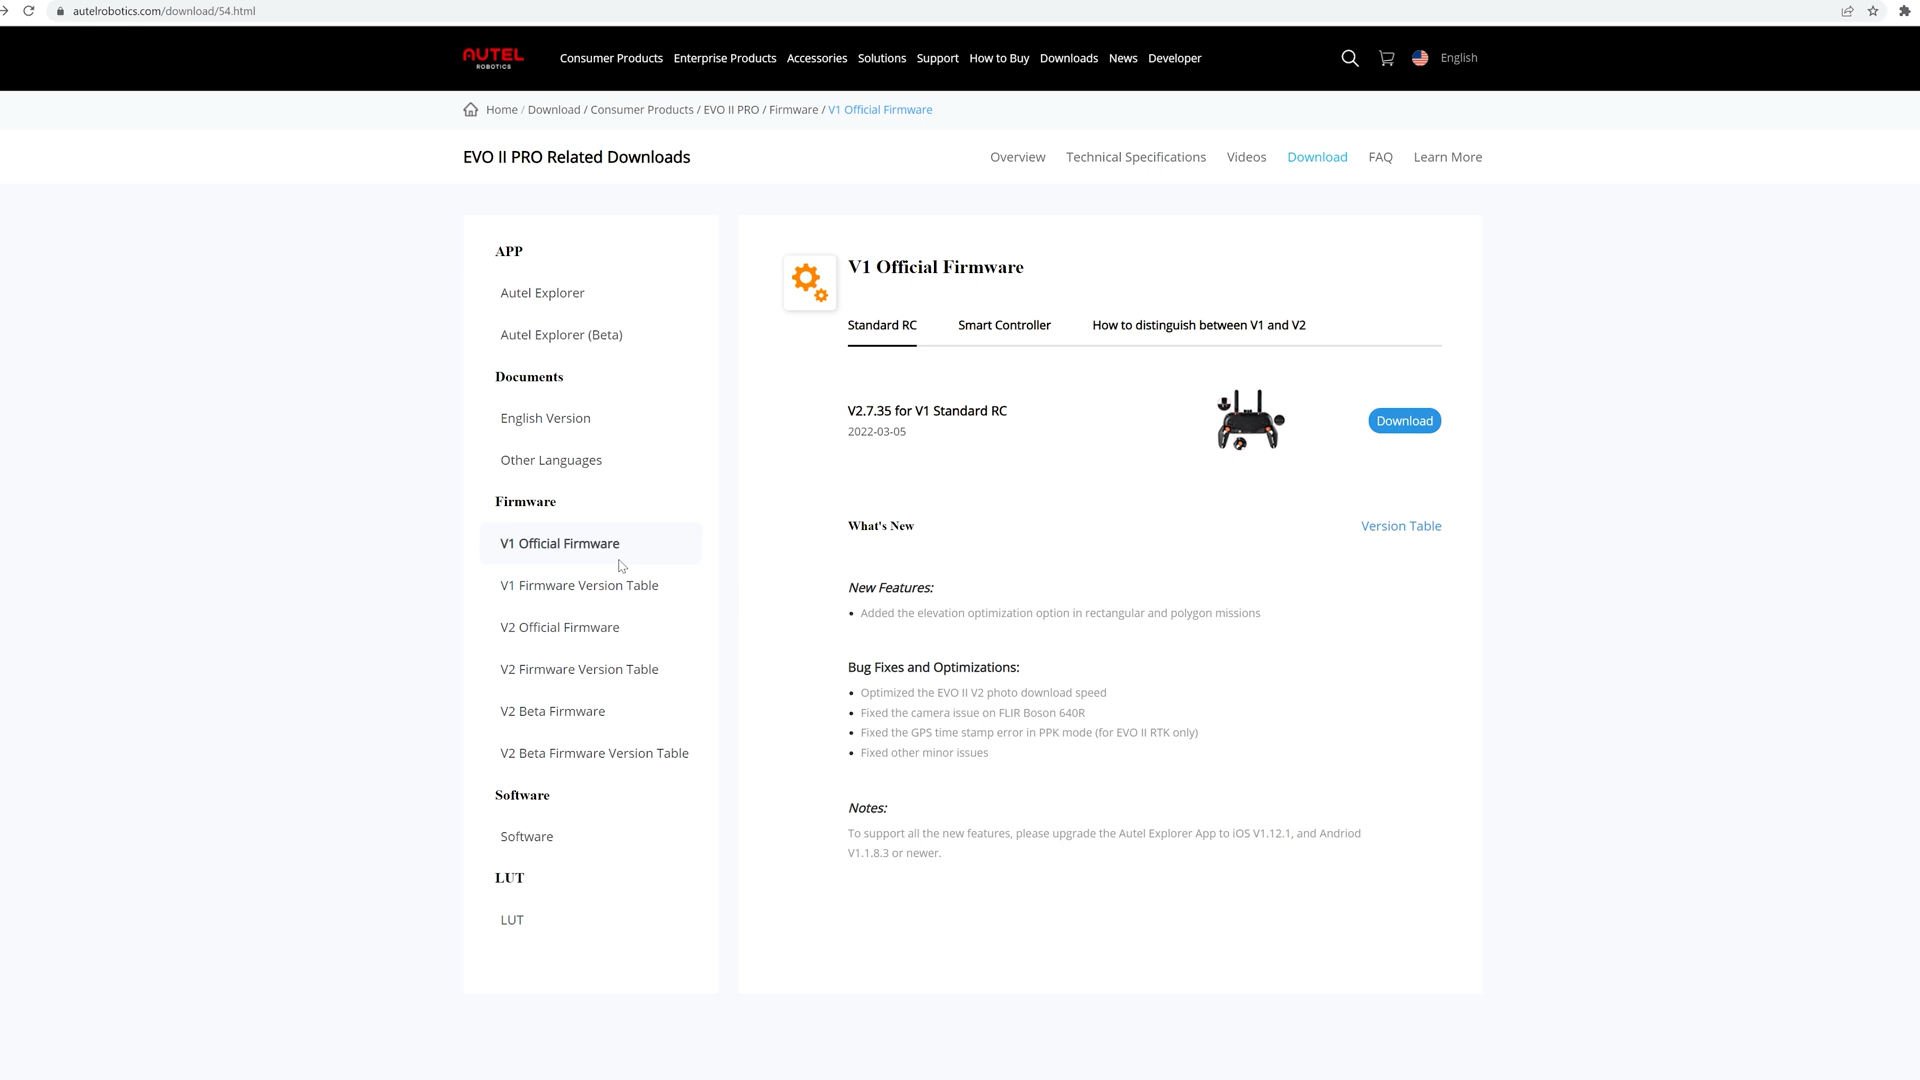 autelrobotics.com/download/54.html
AUTEL
ROBOTICS
Consumer Products Enterprise Products Accessories Solutions Support How to Buy Downloads News Developer
English
Home / Download / Consumer Products / EVO II PRO / Firmware / V1 Official Firmware
EVO II PRO Related Downloads
Overview Technical Specifications Videos Download FAQ Learn More
APP
Autel Explorer
Autel Explorer (Beta)
Documents
English Version
Other Languages
Firmware
V1 Official Firmware
V1 Firmware Version Table
V2 Official Firmware
V2 Firmware Version Table
V2 Beta Firmware
V2 Beta Firmware Version Table
Software
Software
LUT
LUT
V1 Official Firmware
Standard RC Smart Controller How to distinguish between V1 and V2
V2.7.35 for V1 Standard RC
2022-03-05
Download
What's New
Version Table
New Features:
• Added the elevation optimization option in rectangular and polygon missions
Bug Fixes and Optimizations:
• Optimized the EVO II V2 photo download speed
• Fixed the camera issue on FLIR Boson 640R
• Fixed the GPS time stamp error in PPK mode (for EVO II RTK only)
• Fixed other minor issues
Notes:
To support all the new features, please upgrade the Autel Explorer App to iOS V1.12.1, and Andriod
V1.1.8.3 or newer.